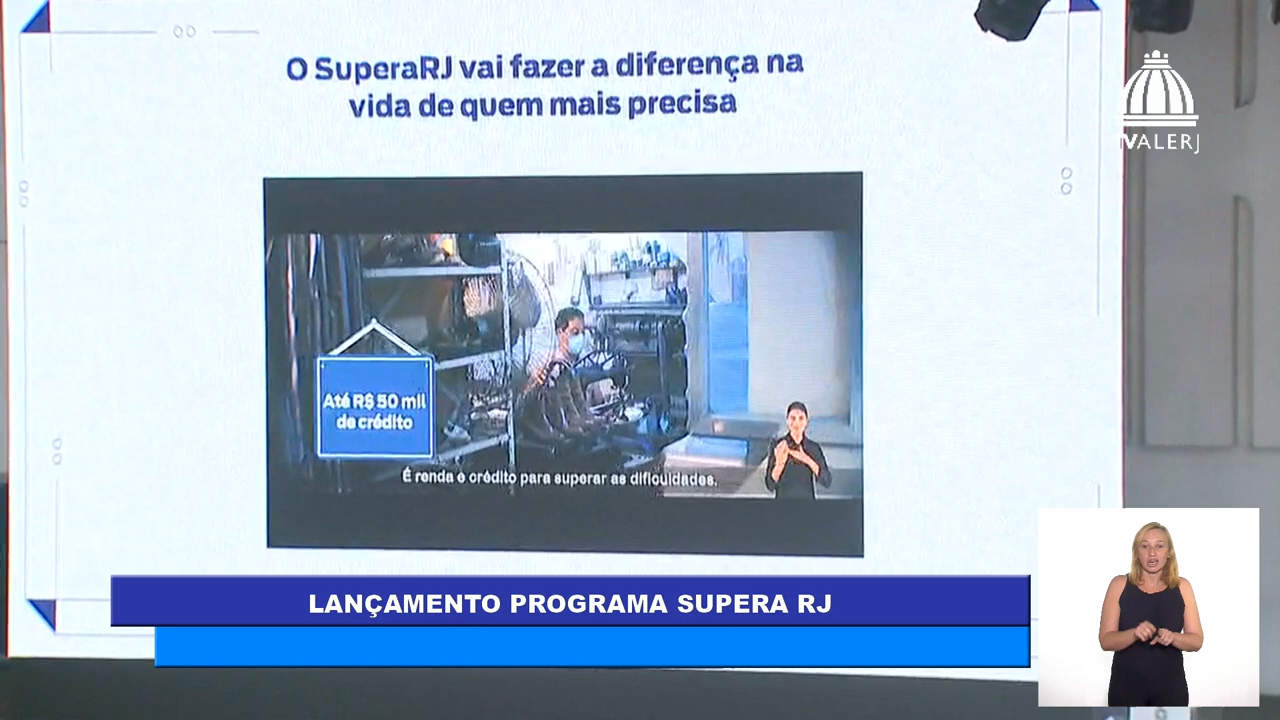 O SuperaRJ vai fazer a diferença na
vida de quem mais precisa
TVALERJ
Até R$ 50 mil
de crédito
É renda e crédito para superar as dificuldades.
LANÇAMENTO PROGRAMA SUPERA RJ